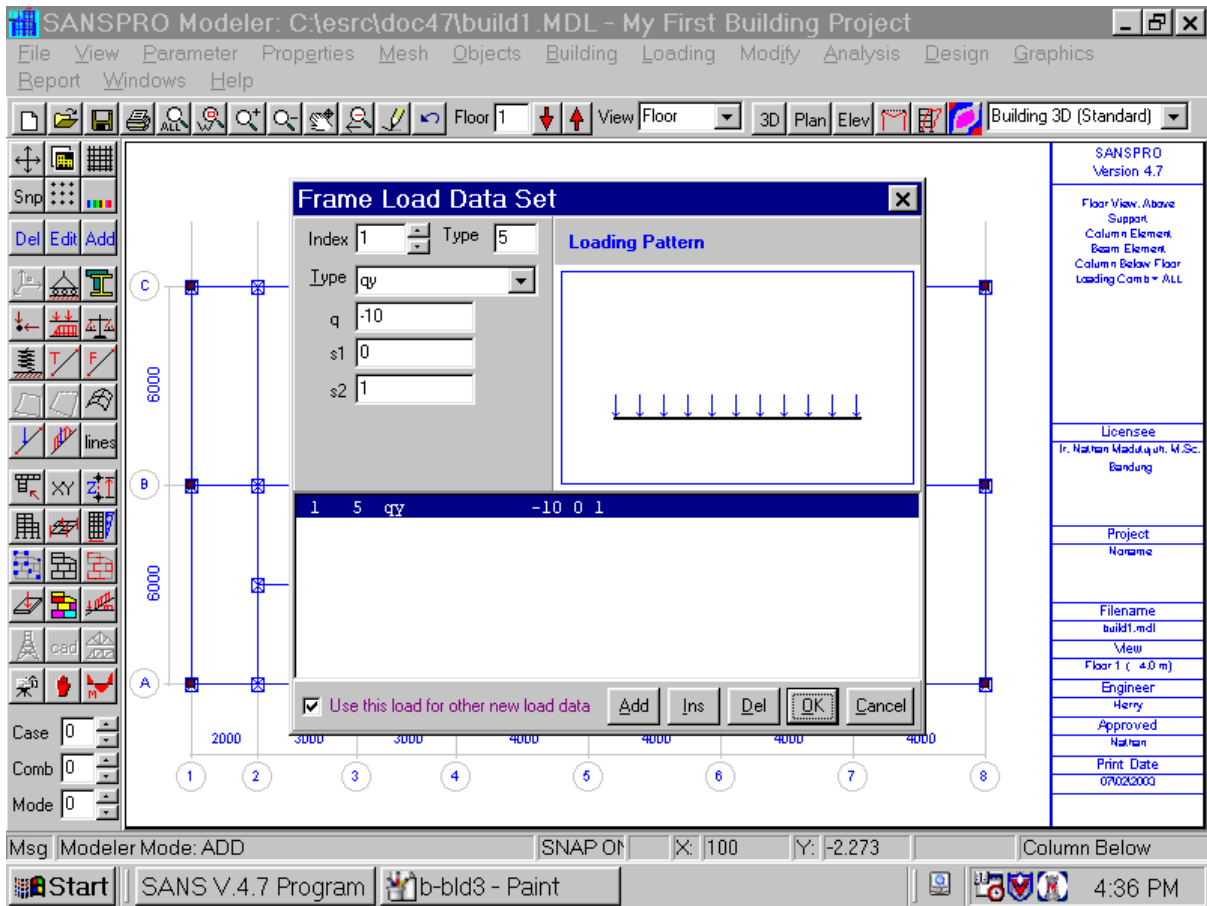 SANSPRO Modeler: C:\esrc\doc47\build1.MDL - My First Building Project
File View Parameter Properties Mesh Objects Building Loading Modify Analysis Design Graphics
Report Windows Help
ALL Floor 1 View Floor 3D Plan Elev Building 3D (Standard)
Snp
Del Edit Add
T F
lines
XY Z
cad
M
Case 0
Comb 0
Mode 0
C
B
A
6000
6000
Frame Load Data Set
Index 1 Type 5
Type qy
q -10
s1 0
s2 1
Loading Pattern
1 5 qy -10 0 1
Use this load for other new load data Add Ins Del OK Cancel
2000 3000 3000 4000 4000 4000 4000
1 2 3 4 5 6 7 8
SANSPRO
Version 4.7
Floor View. Above
Support
Column Element
Beam Element
Column Below Floor
Loading Comb = ALL
Licensee
Ir. Nathan Madutujuh, M.Sc.
Bandung
Project
Noname
Filename
build1.mdl
View
Floor 1 ( 4.0 m)
Engineer
Herry
Approved
Nathan
Print Date
07\02\2003
Msg Modeler Mode: ADD SNAP ON X: 100 Y: -2.273 Column Below
Start SANS V.4.7 Program b-bld3 - Paint 4:36 PM